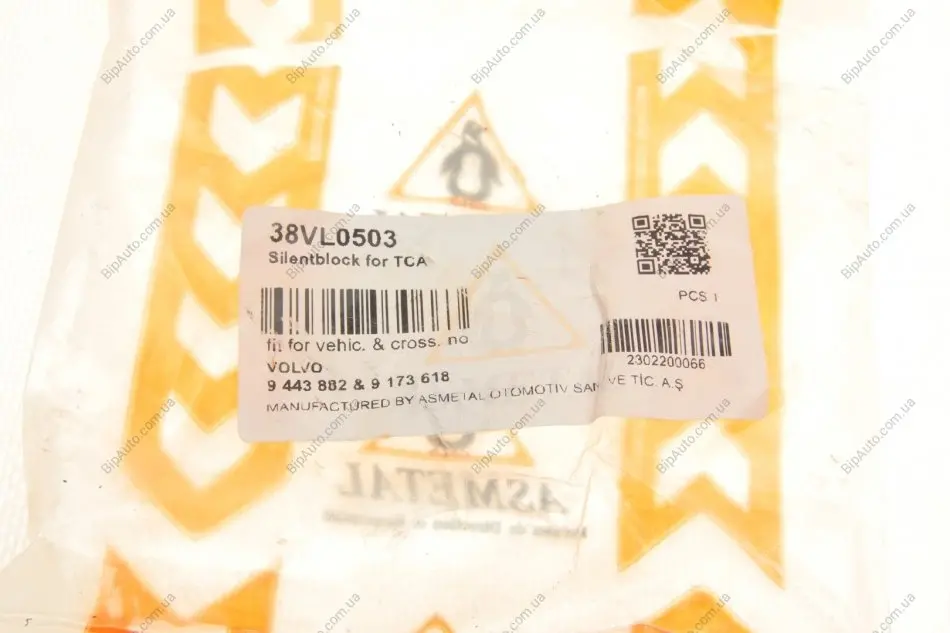 38VL0503
Silentblock for TCA
PCS 1
fit for vehic. & cross. no
2302200066
VOLVO
9 443 882 & 9 173 618
MANUFACTURED BY ASMETAL OTOMOTIV SAN VE TİC. A.Ş
ASMETAL
BipAuto.com.ua